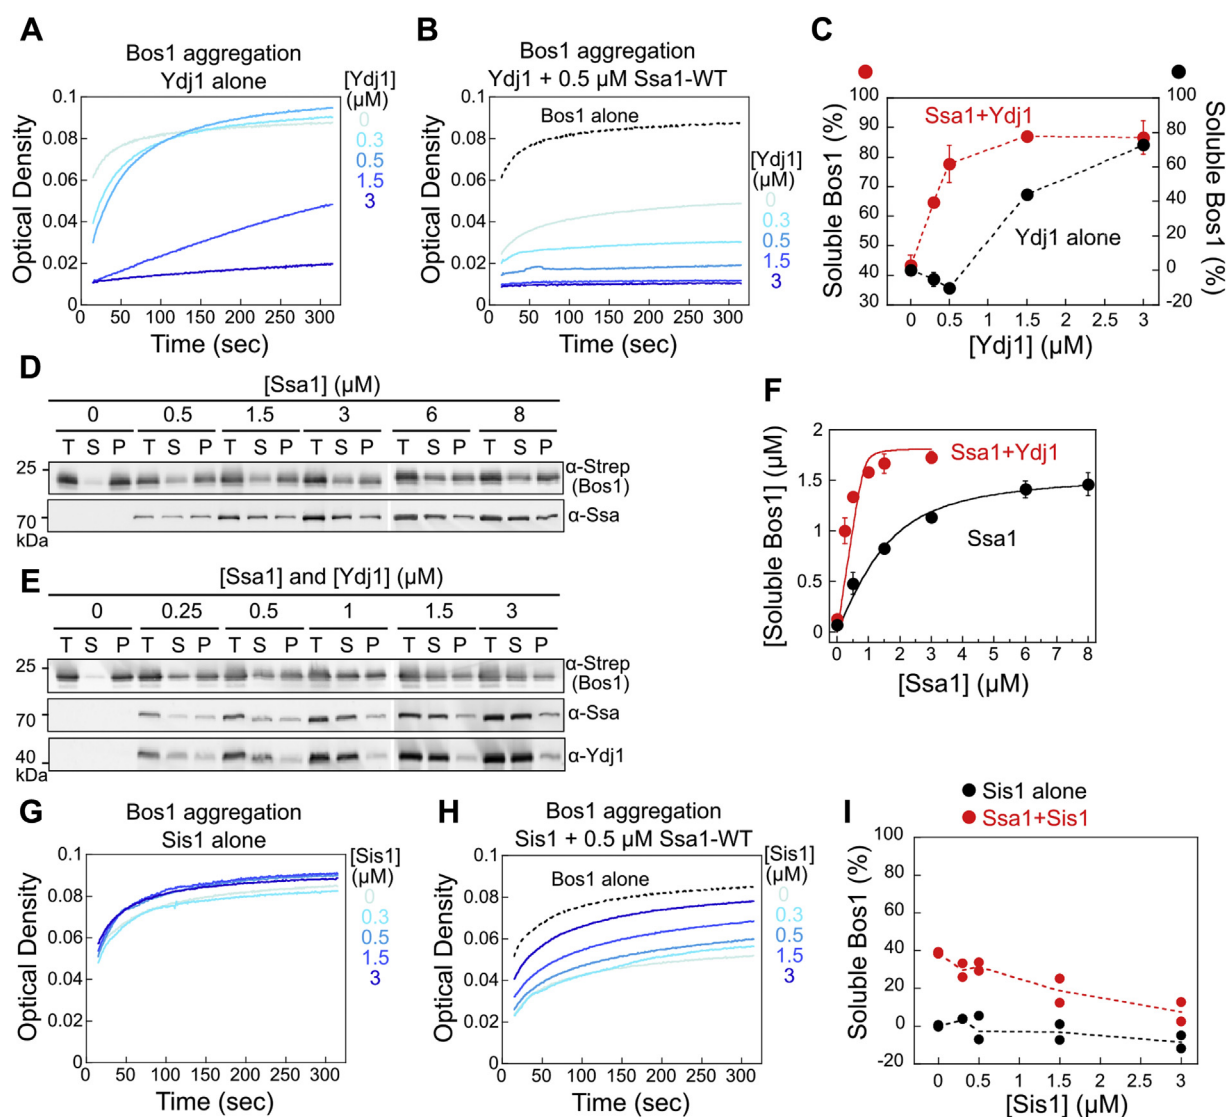 A
Bos1 aggregation
Ydj1 alone
[Ydj1]
(μM)
0
0.3
0.5
1.5
3
Optical Density
0.1
0.08
0.06
0.04
0.02
0
0 50 100 150 200 250 300
Time (sec)
B
Bos1 aggregation
Ydj1 + 0.5 μM Ssa1-WT
Bos1 alone
[Ydj1]
(μM)
0
0.3
0.5
1.5
3
Optical Density
0.1
0.08
0.06
0.04
0.02
0
0 50 100 150 200 250 300
Time (sec)
C
Soluble Bos1 (%)
100
90
80
70
60
50
40
30
Ssa1+Ydj1
Ydj1 alone
100
80
60
40
20
0
-20
Soluble Bos1 (%)
0 0.5 1 1.5 2 2.5 3
[Ydj1] (μM)
D
[Ssa1] (μM)
0 0.5 1.5 3 6 8
T S P T S P T S P T S P T S P T S P
25
α-Strep
(Bos1)
70
α-Ssa
kDa
E
[Ssa1] and [Ydj1] (μM)
0 0.25 0.5 1 1.5 3
T S P T S P T S P T S P T S P T S P
25
α-Strep
(Bos1)
70
α-Ssa
40
α-Ydj1
kDa
F
[Soluble Bos1] (μM)
2
1.5
1
0.5
0
Ssa1+Ydj1
Ssa1
0 1 2 3 4 5 6 7 8
[Ssa1] (μM)
G
Bos1 aggregation
Sis1 alone
[Sis1]
(μM)
0
0.3
0.5
1.5
3
Optical Density
0.1
0.08
0.06
0.04
0.02
0
0 50 100 150 200 250 300
Time (sec)
H
Bos1 aggregation
Sis1 + 0.5 μM Ssa1-WT
Bos1 alone
[Sis1]
(μM)
0
0.3
0.5
1.5
3
Optical Density
0.1
0.08
0.06
0.04
0.02
0
0 50 100 150 200 250 300
Time (sec)
I
Sis1 alone
Ssa1+Sis1
Soluble Bos1 (%)
100
80
60
40
20
0
-20
0 0.5 1 1.5 2 2.5 3
[Sis1] (μM)